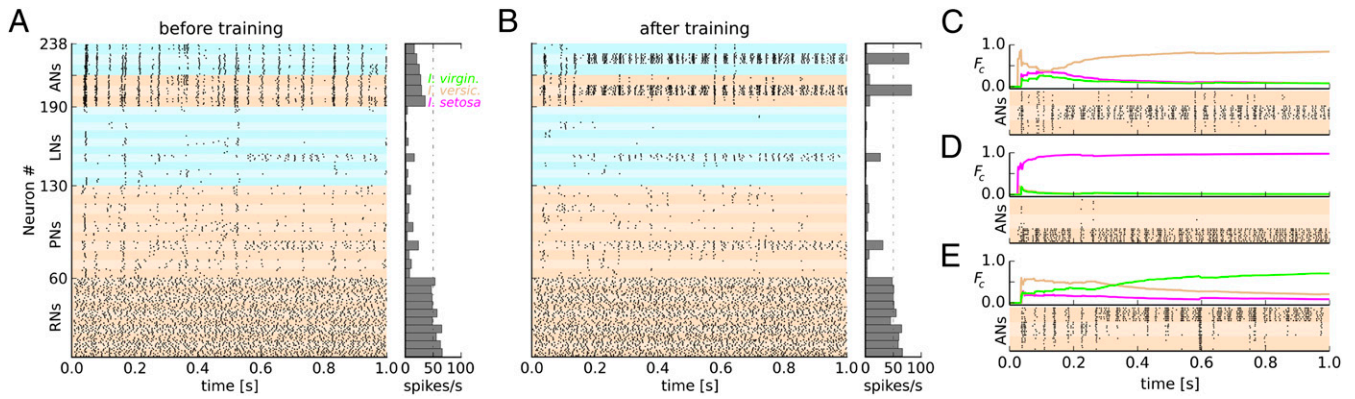 A
before training
238
ANs
190
LNs
Neuron #
130
PNs
60
RNs
0.0 0.2 0.4 0.6 0.8 1.0
time [s]
I. virgin.
I. versic.
I. setosa
0 50 100
spikes/s
B
after training
0.0 0.2 0.4 0.6 0.8 1.0
time [s]
0 50 100
spikes/s
C
1.0
Fc
0.0
ANs
D
1.0
Fc
0.0
ANs
E
1.0
Fc
0.0
ANs
0.0 0.2 0.4 0.6 0.8 1.0
time [s]